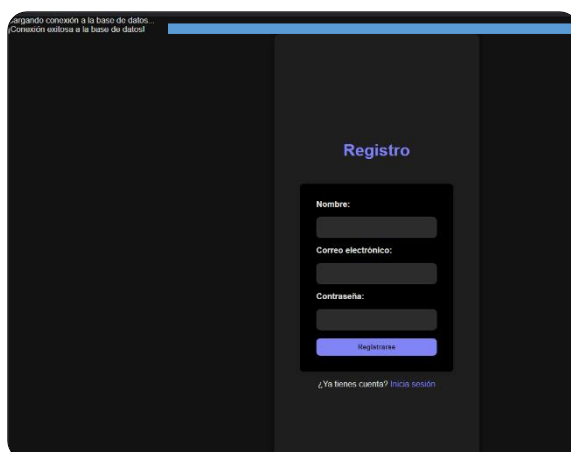 Cargando conexión a la base de datos...
¡Conexión exitosa a la base de datos!
Registro
Nombre:
Correo electrónico:
Contraseña:
Registrarse
¿Ya tienes cuenta? Inicia sesión